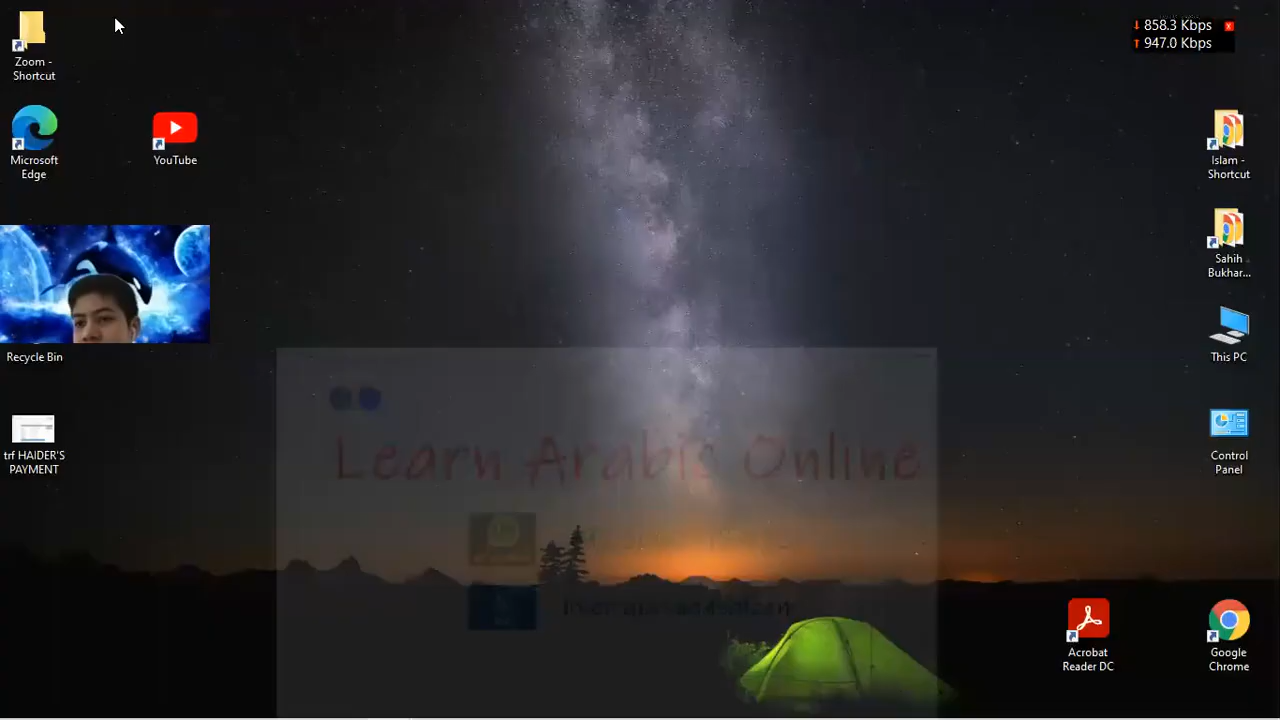 Zoom -
Shortcut
858.3 Kbps
x
947.0 Kbps
Microsoft
Edge
YouTube
Islam -
Shortcut
Sahih
Bukhar...
Recycle Bin
This PC
trf HAIDER'S
PAYMENT
Control
Panel
Learn Arabic Online
Acrobat
Reader DC
Google
Chrome